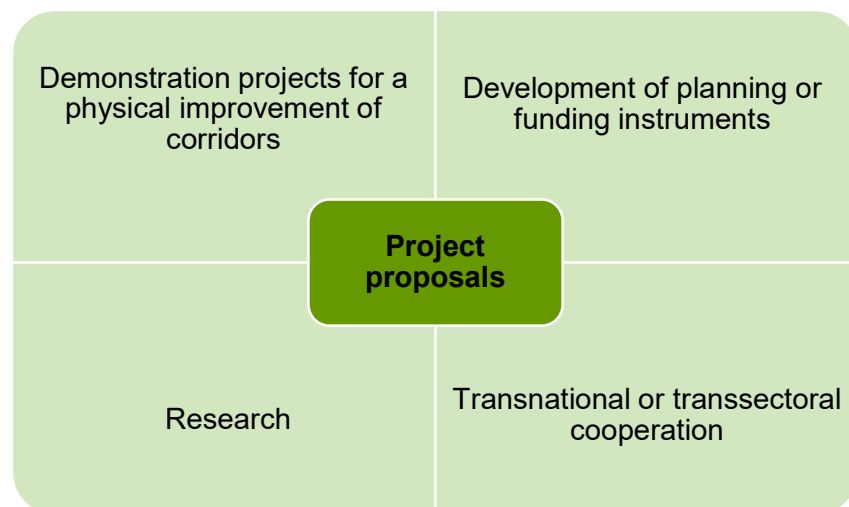 Demonstration projects for a
physical improvement of
corridors
Development of planning or
funding instruments
Project
proposals
Research
Transnational or transsectoral
cooperation